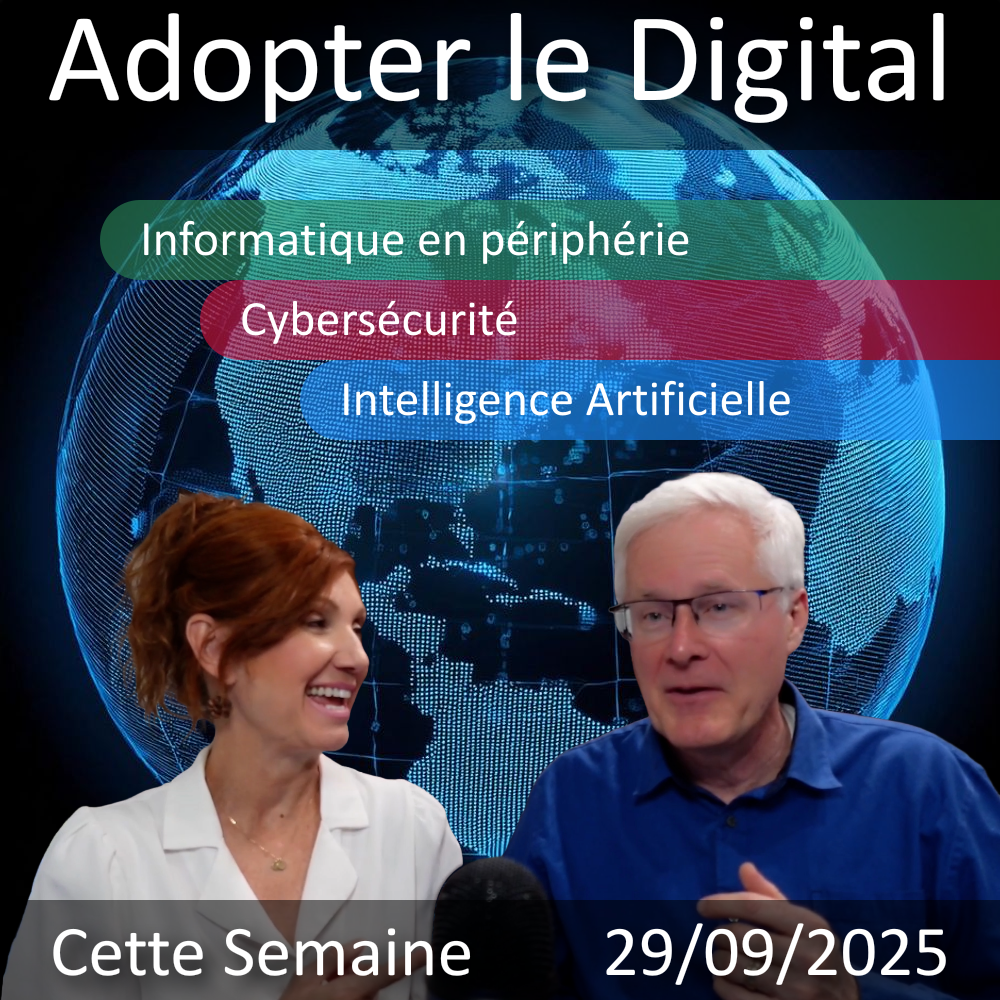 Adopter le Digital
Informatique en périphérie
Cybersécurité
Intelligence Artificielle
Cette Semaine 29/09/2025